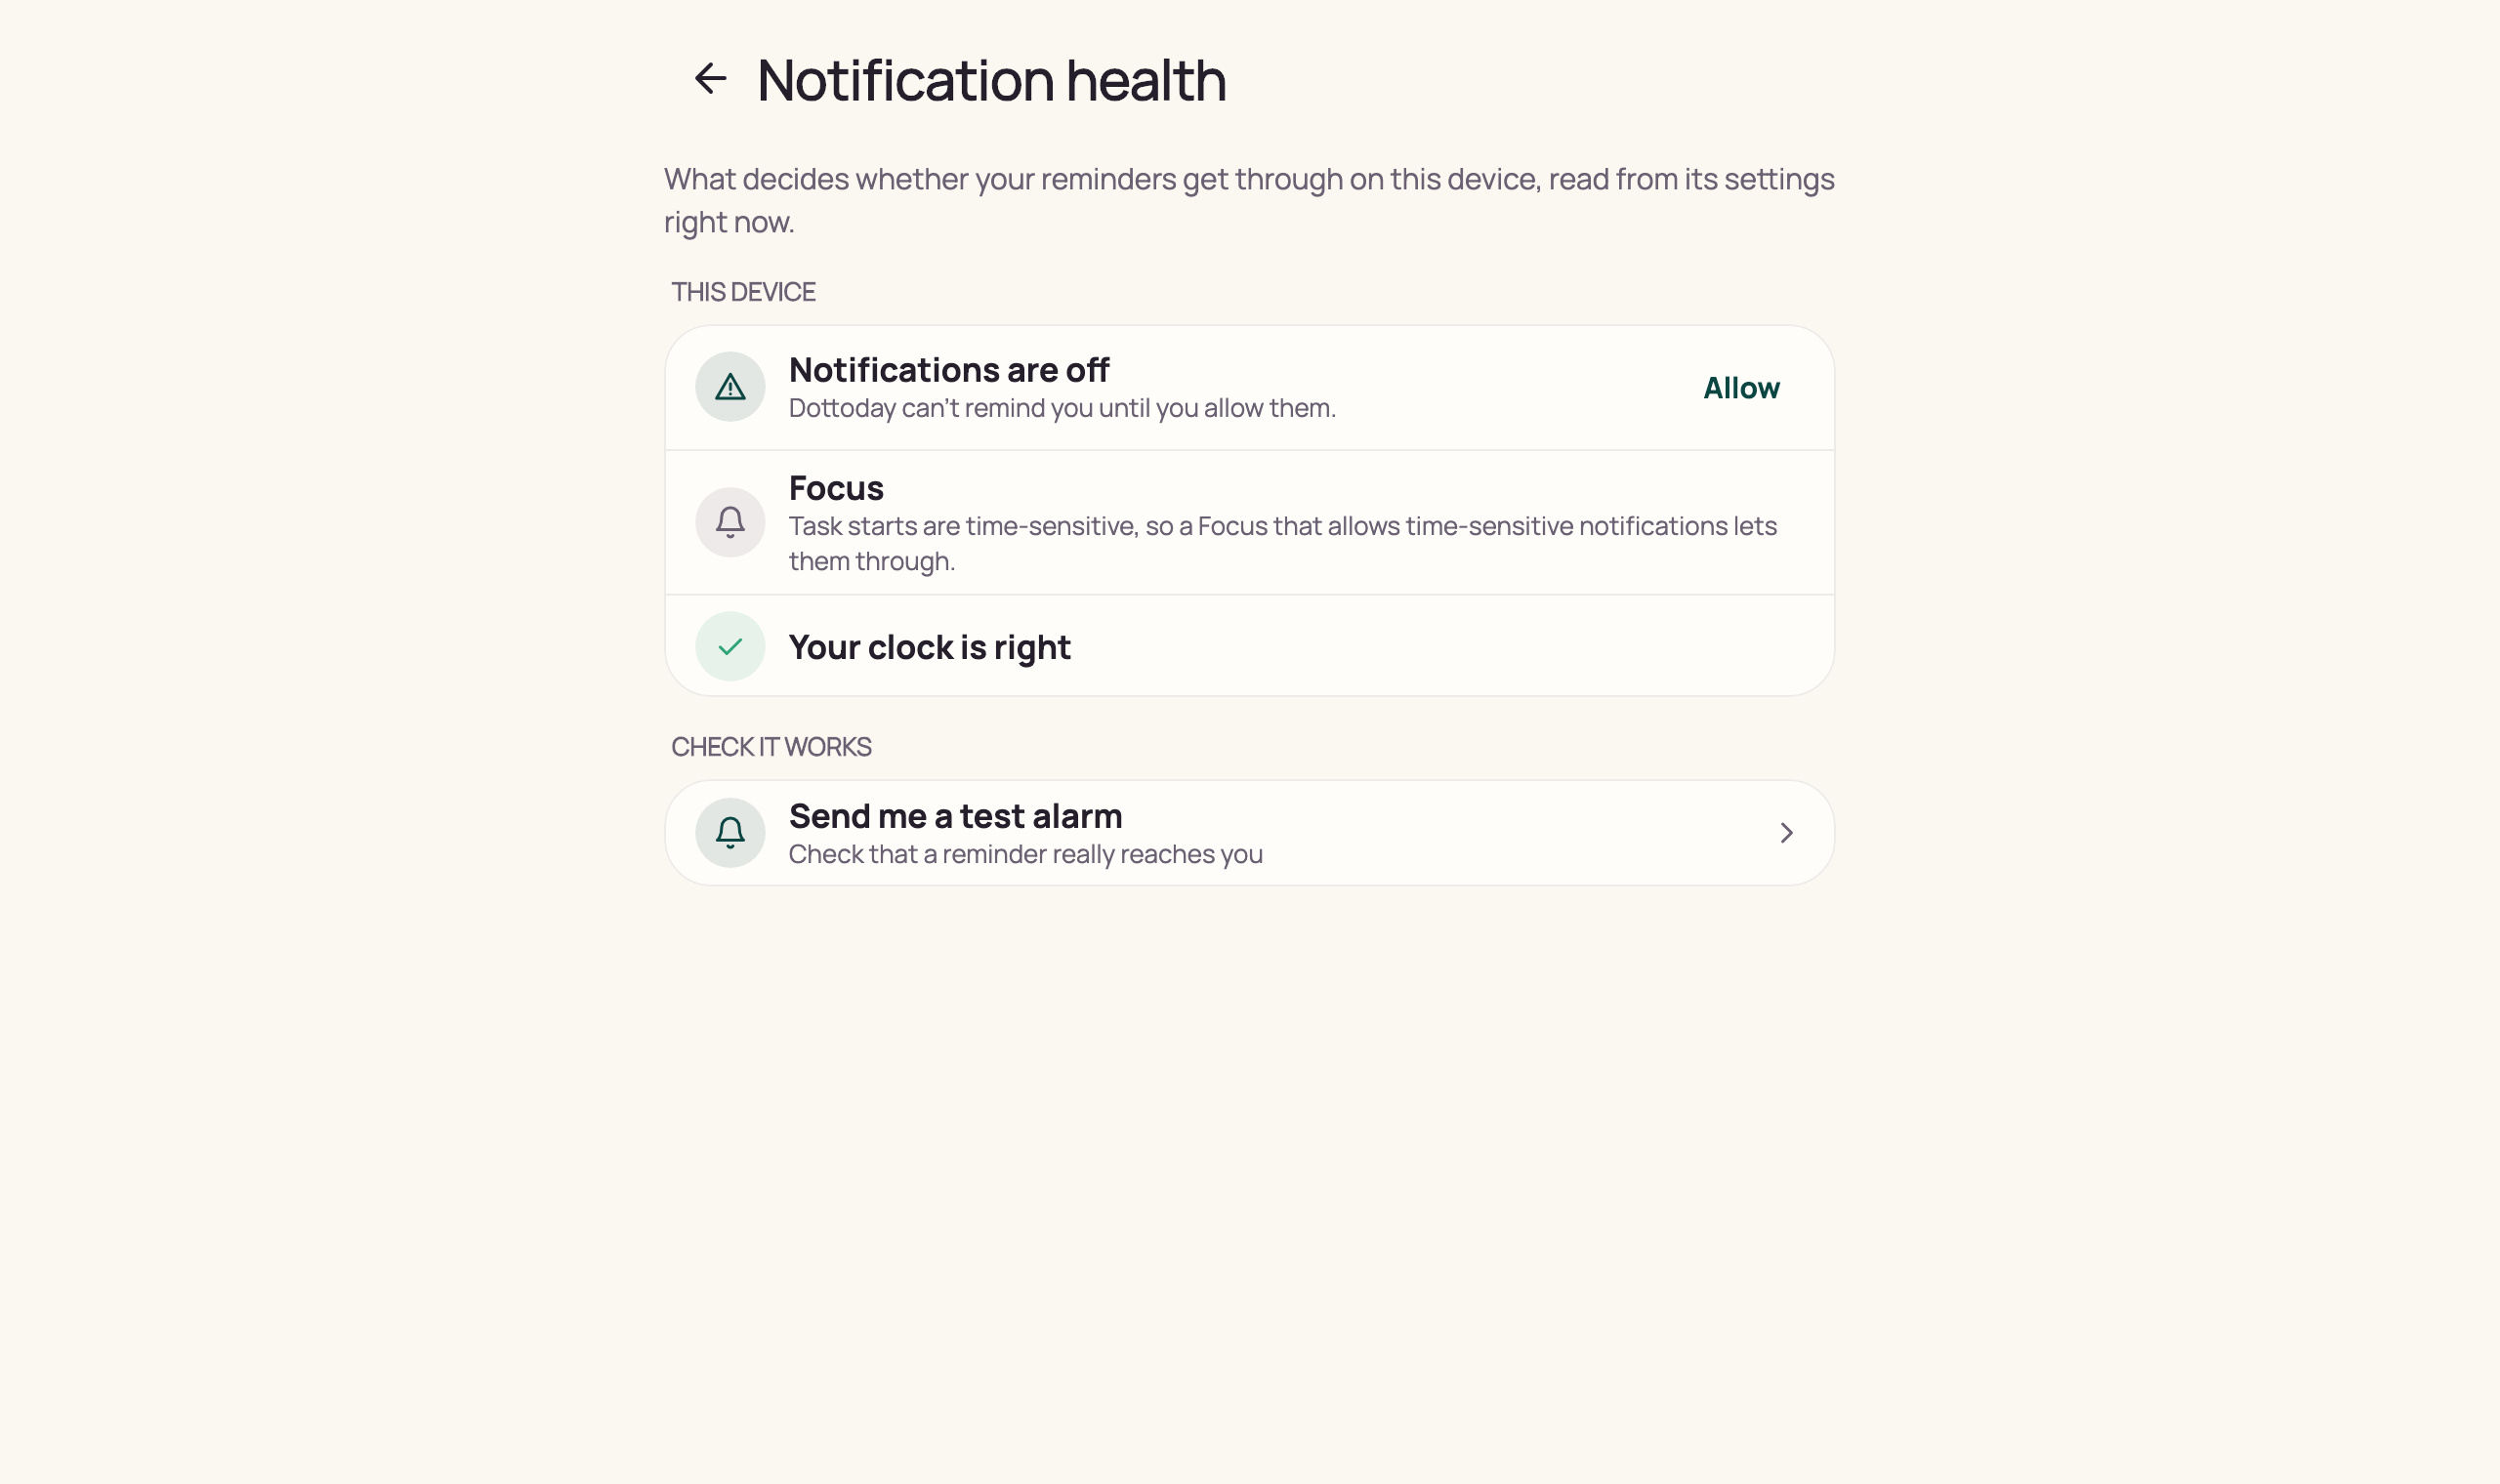 Notification health
What decides whether your reminders get through on this device, read from its settings
right now.
THIS DEVICE
Notifications are off
Dottoday can’t remind you until you allow them.
Allow
Focus
Task starts are time-sensitive, so a Focus that allows time-sensitive notifications lets
them through.
Your clock is right
CHECK IT WORKS
Send me a test alarm
Check that a reminder really reaches you